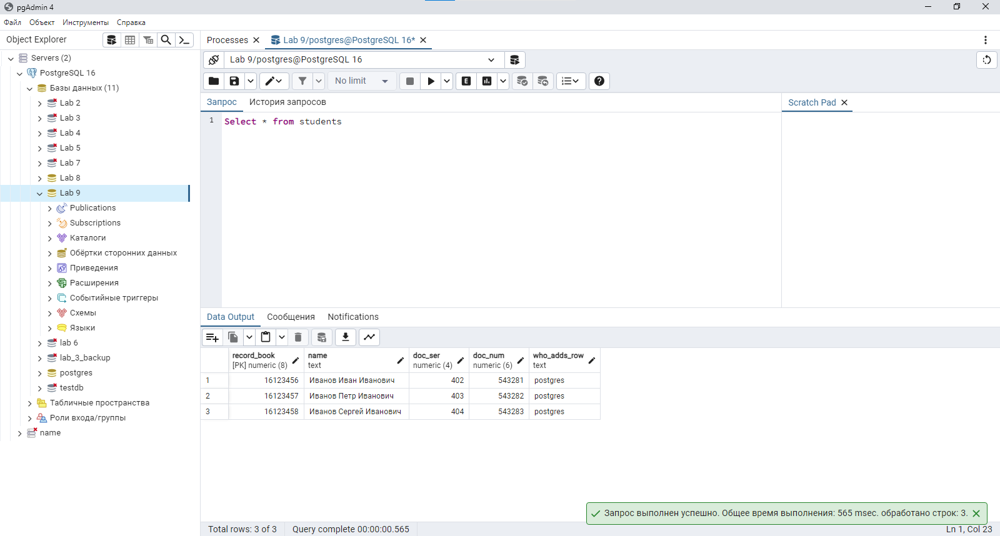 pgAdmin 4
Файл Объект Инструменты Справка
Object Explorer
Servers (2)
PostgreSQL 16
Базы данных (11)
Lab 2
Lab 3
Lab 4
Lab 5
Lab 7
Lab 8
Lab 9
Publications
Subscriptions
Каталоги
Обёртки сторонних данных
Приведения
Расширения
Событийные триггеры
Схемы
Языки
lab 6
lab_3_backup
postgres
testdb
Табличные пространства
Роли входа/группы
name
Processes Lab 9/postgres@PostgreSQL 16*
Lab 9/postgres@PostgreSQL 16
No limit E
Запрос История запросов Scratch Pad
1 Select * from students
Data Output Сообщения Notifications
record_book name doc_ser doc_num who_adds_row
[PK] numeric (8) text numeric (4) numeric (6) text
1 16123456 Иванов Иван Иванович 402 543281 postgres
2 16123457 Иванов Петр Иванович 403 543282 postgres
3 16123458 Иванов Сергей Иванович 404 543283 postgres
Запрос выполнен успешно. Общее время выполнения: 565 msec. обработано строк: 3.
Total rows: 3 of 3 Query complete 00:00:00.565 Ln 1, Col 23